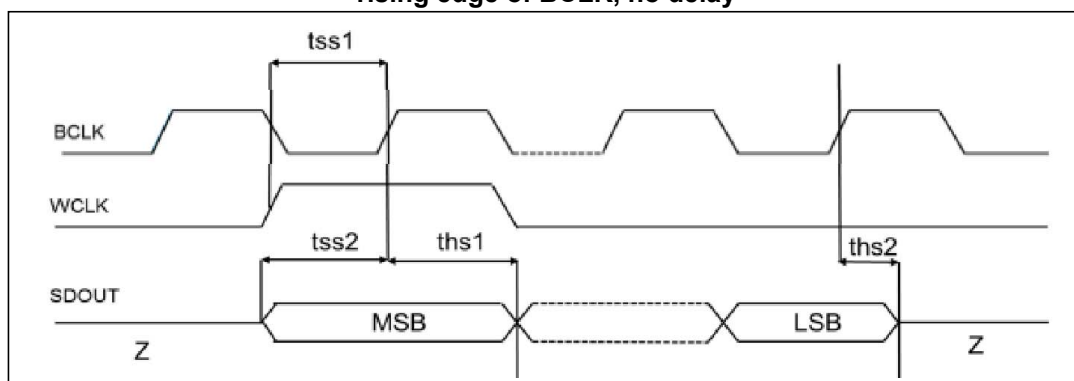 rising edge of BCLK, no delay
tss1
BCLK
WCLK
tss2 ths1 ths2
SDOUT
MSB LSB
Z Z